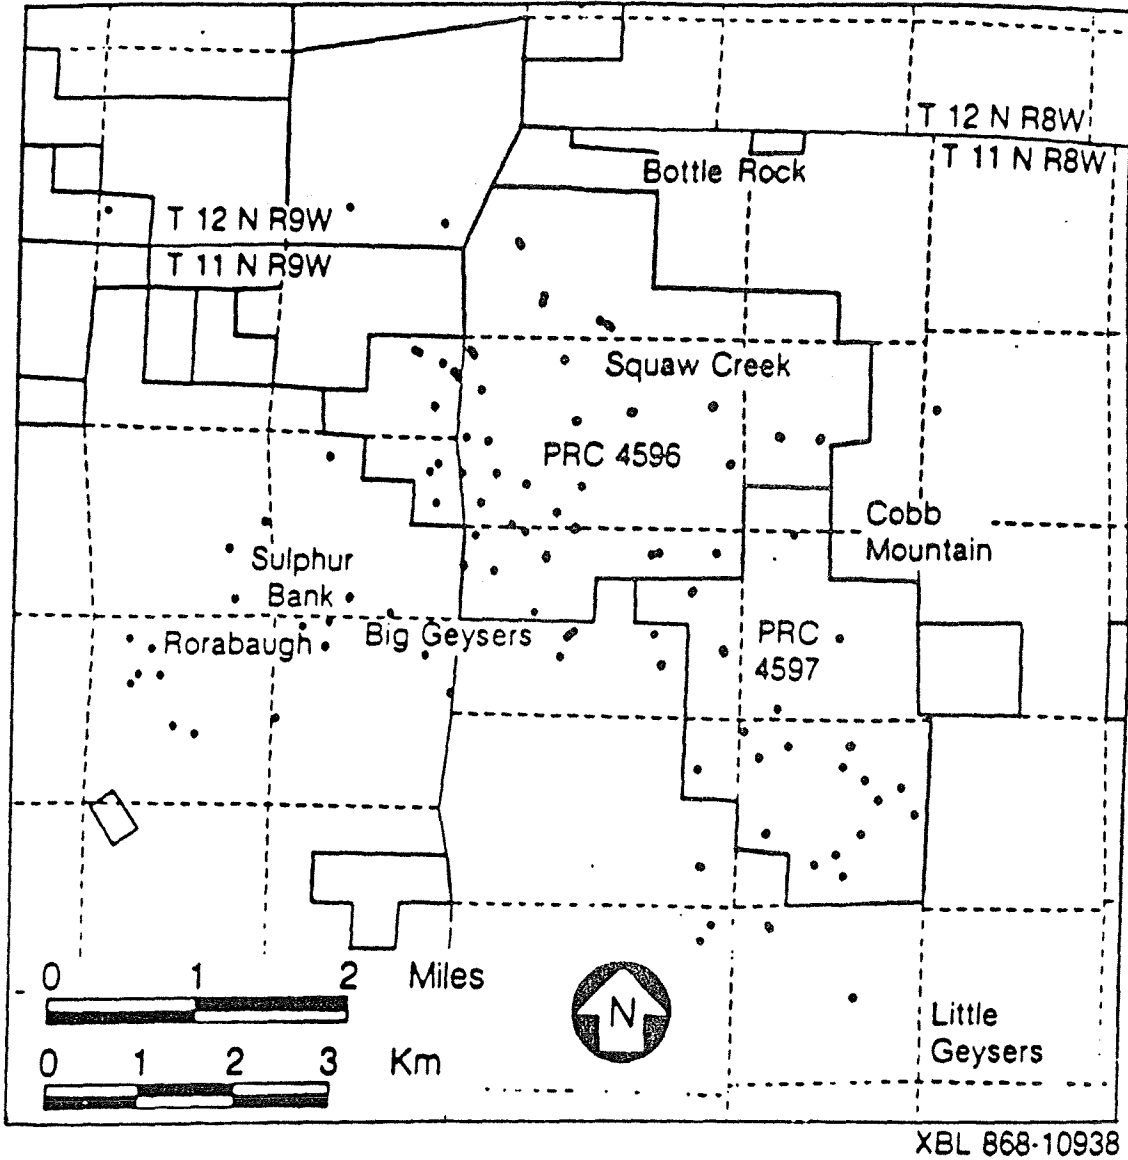 T 12 N R8W
T 11 N R8W
Bottle Rock
T 12 N R9W
T 11 N R9W
Squaw Creek
PRC 4596
Cobb
Mountain
Sulphur
Bank
Rorabaugh
Big Geysers
PRC
4597
0 1 2 Miles
N
0 1 2 3 Km
Little
Geysers
XBL 868-10938